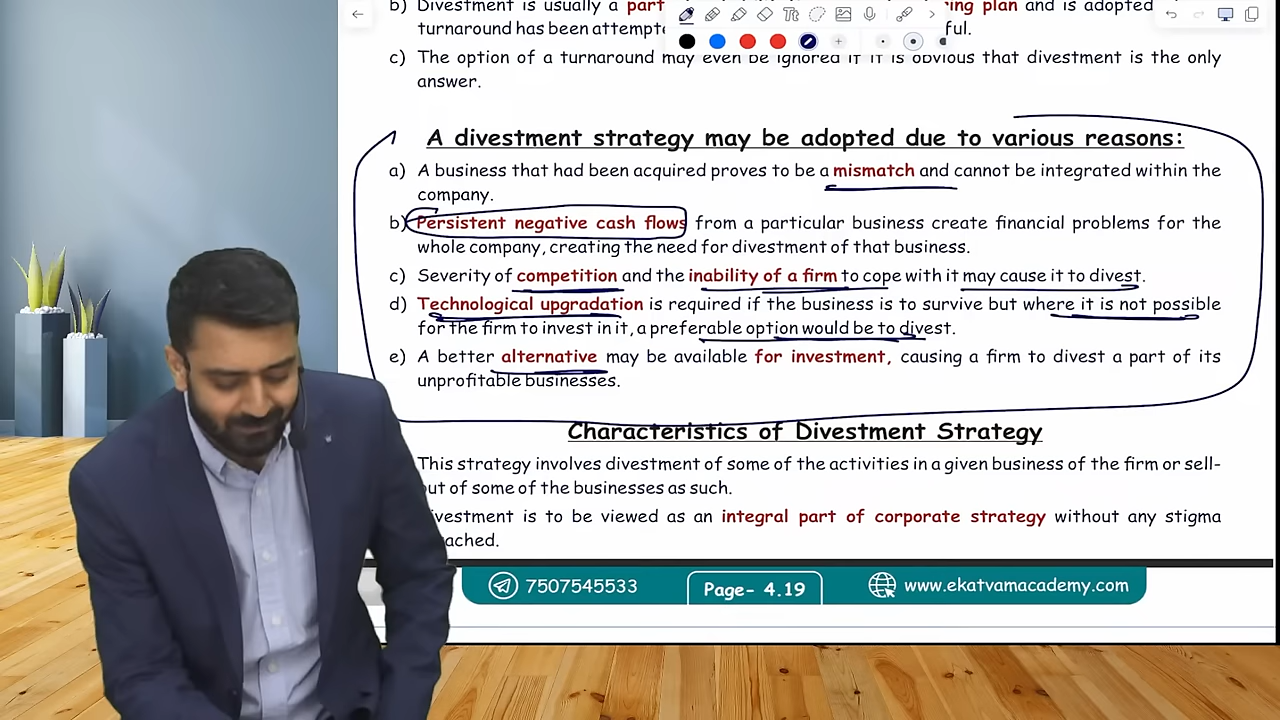 b) Divestment is usually a part ring plan and is adopted
turnaround has been attempte ful.
c) The option of a turnaround may even be ignored if it is obvious that divestment is the only
answer.
A divestment strategy may be adopted due to various reasons:
a) A business that had been acquired proves to be a mismatch and cannot be integrated within the
company.
b) Persistent negative cash flows from a particular business create financial problems for the
whole company, creating the need for divestment of that business.
c) Severity of competition and the inability of a firm to cope with it may cause it to divest.
d) Technological upgradation is required if the business is to survive but where it is not possible
for the firm to invest in it, a preferable option would be to divest.
e) A better alternative may be available for investment, causing a firm to divest a part of its
unprofitable businesses.
Characteristics of Divestment Strategy
This strategy involves divestment of some of the activities in a given business of the firm or sell-
out of some of the businesses as such.
ivestment is to be viewed as an integral part of corporate strategy without any stigma
ached.
7507545533 Page- 4.19 www.ekatvamacademy.com